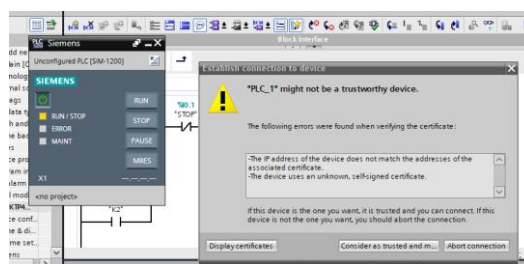 Block interface
Siemens
Unconfigured PLC [SIM-1200]
SIEMENS
RUN / STOP
ERROR
MAINT
RUN
STOP
PAUSE
MRES
X1
<no project>
%I0.1
"STOP"
"K2"
Establish connection to device
"PLC_1" might not be a trustworthy device.
The following errors were found when verifying the certificate:
-The IP address of the device does not match the addresses of the
associated certificate.
-The device uses an unknown, self-signed certificate.
If this device is the one you want, it is trusted and you can connect. If this
device is not the one you want, you should abort the connection.
Display certificates
Consider as trusted and m...
Abort connection